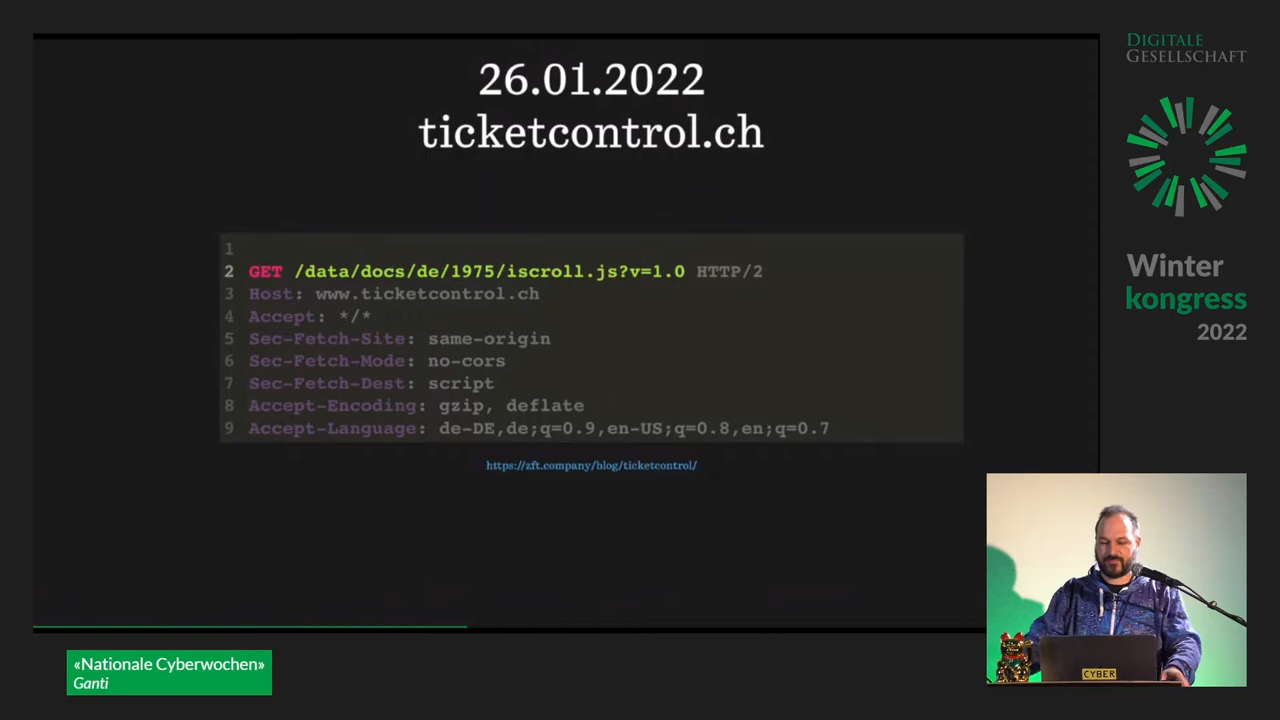 26.01.2022
ticketcontrol.ch
1
2 GET /data/docs/de/1975/iscroll.js?v=1.0 HTTP/2
3 Host: www.ticketcontrol.ch
4 Accept: */*
5 Sec-Fetch-Site: same-origin
6 Sec-Fetch-Mode: no-cors
7 Sec-Fetch-Dest: script
8 Accept-Encoding: gzip, deflate
9 Accept-Language: de-DE,de;q=0.9,en-US;q=0.8,en;q=0.7
https://zft.company/blog/ticketcontrol/
DIGITALE
GESELLSCHAFT
Winter
kongress
2022
CYBER
«Nationale Cyberwochen»
Ganti